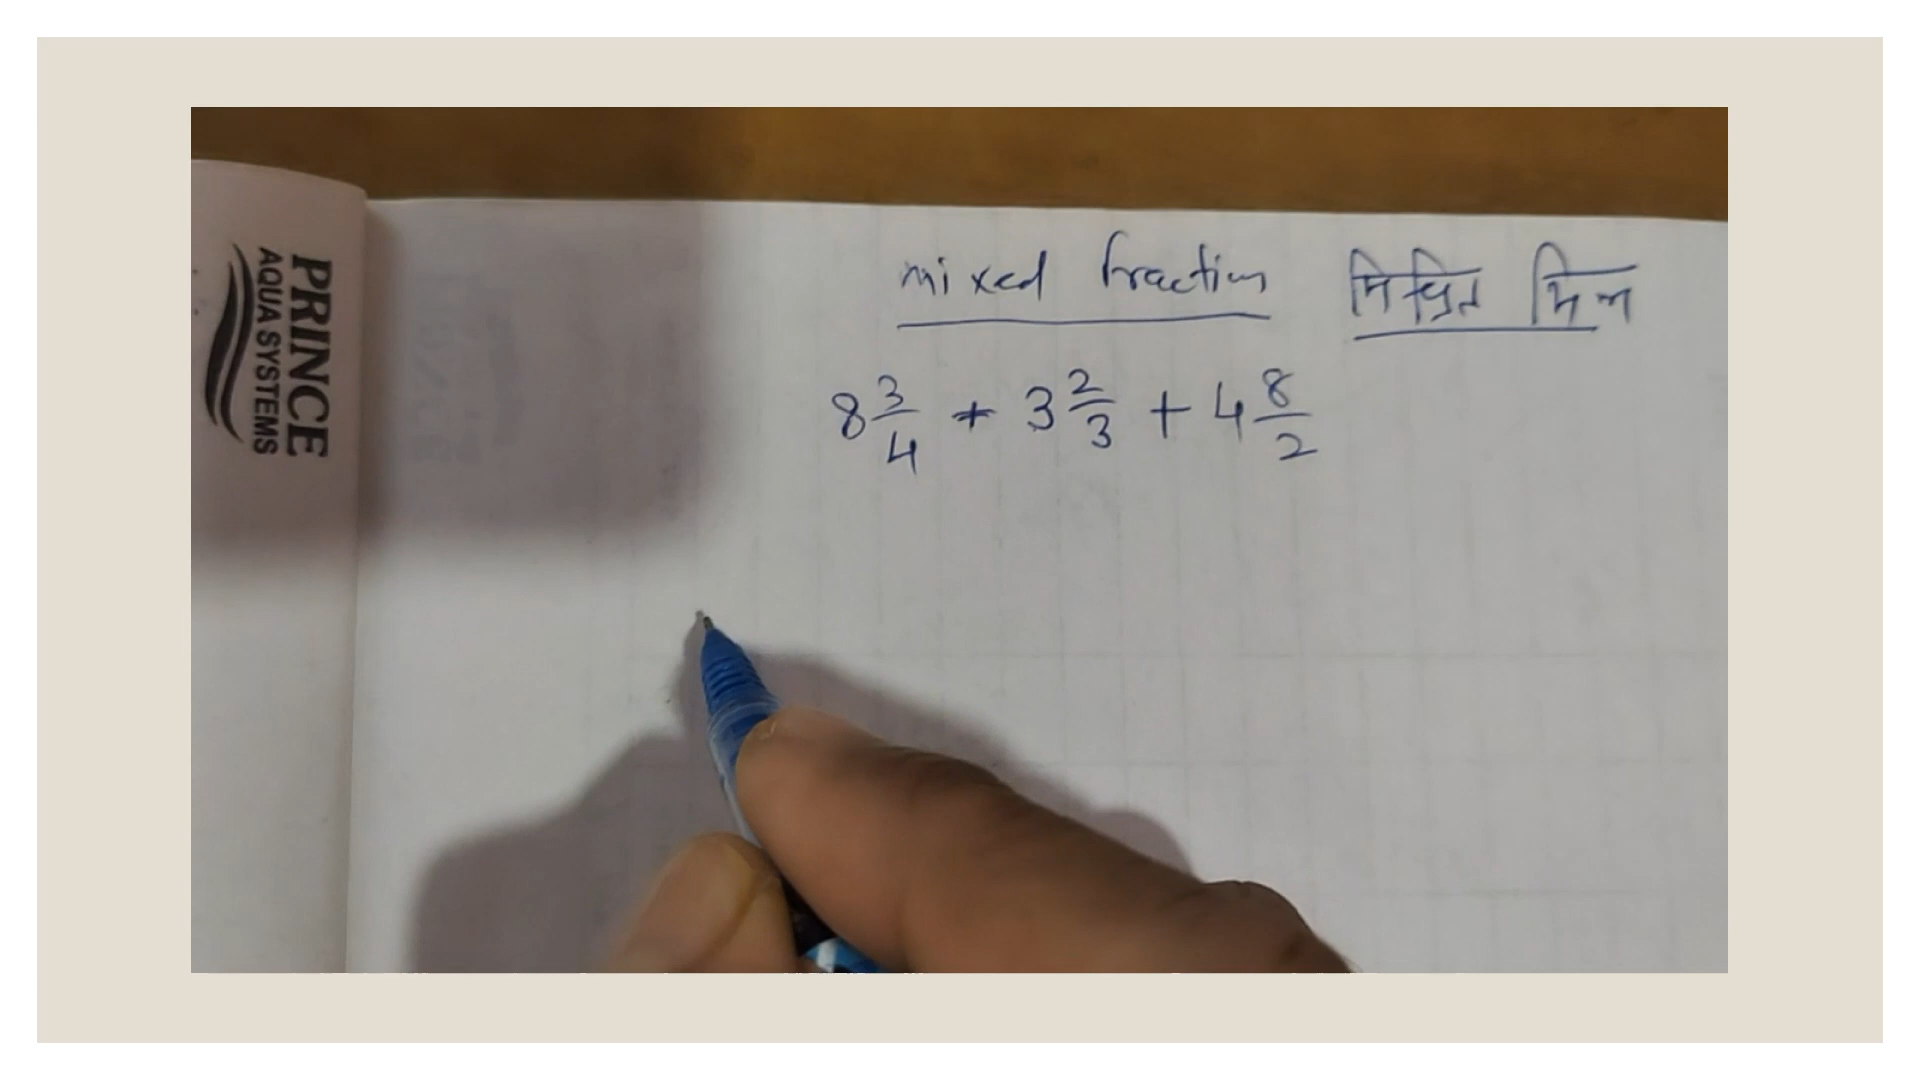 PRINCE
AQUA SYSTEMS
mixed fraction मिश्रित भिन्न
8 3/4 + 3 2/3 + 4 8/2